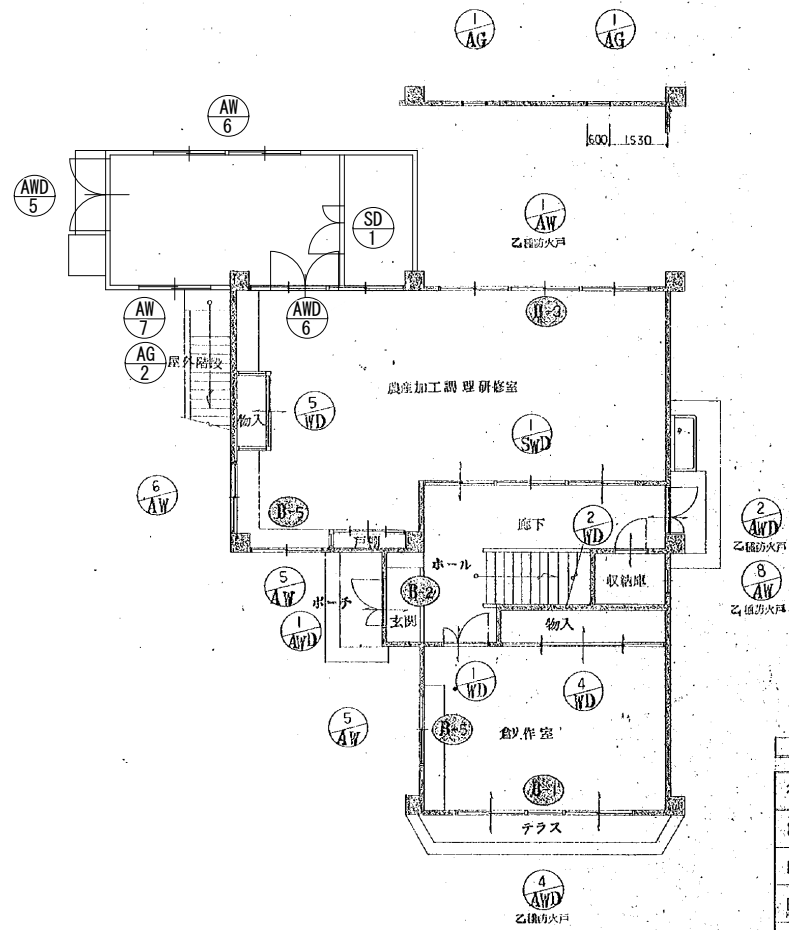 1
AG
1
AG
AW
6
600
1530
AWD
5
SD
1
1
AW
乙種防火戸
AW
7
AWD
6
B-3
AG
2
屋外階段
農産加工調理研修室
物入
5
WD
1
SWD
6
AW
B-5
廊下
2
WD
2
AWD
乙種防火戸
戸棚
ホール
5
AW
ポーチ
B-2
収納庫
8
AW
乙種防火戸
1
AWD
玄関
物入
1
WD
4
WD
5
AW
B-5
創作室
B-1
テラス
4
AWD
乙種防火戸